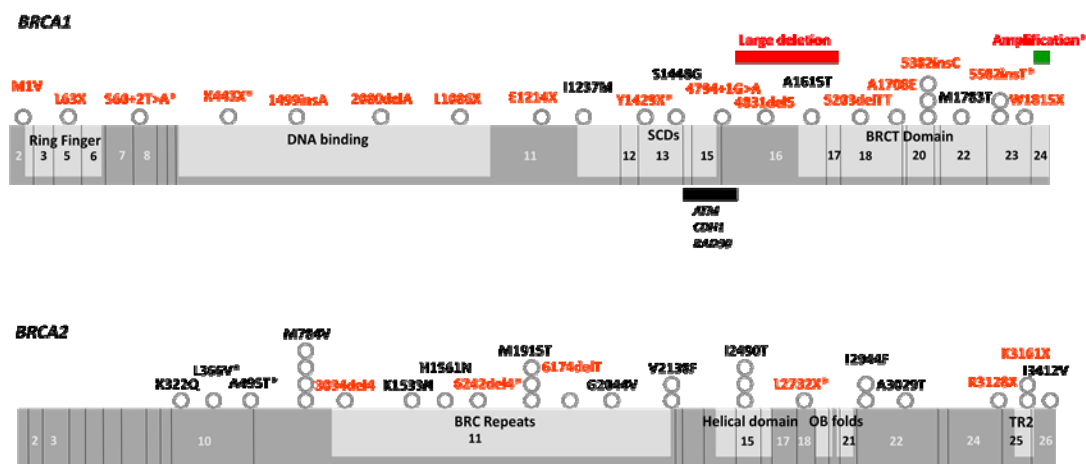 BRCA1
Large deletion
Amplification*
M1V
L63X
560+2T>A*
K443X*
1499insA
2080delA
L1086X
E1214X
I1237M
Y1429X*
S1448G
4794+1G>A
4831del5
A1615T
5203delTT
A1708E
5382insC
M1783T
5582insT*
W1815X
Ring Finger
DNA binding
SCDs
BRCT Domain
2 3 5 6 7 8 11 12 13 15 16 17 18 20 22 23 24
ATM
CDH1
RAD50
BRCA2
K322Q
L366V*
A495T*
M784V
3034del4
K1533N
H1561N
6242del4*
M1915T
6174delT
G2044V
V2138F
I2490T
L2732X*
I2944F
A3029T
R3128X
K3161X
I3412V
BRC Repeats
Helical domain
OB folds
TR2
2 3 10 11 15 17 18 21 22 24 25 26